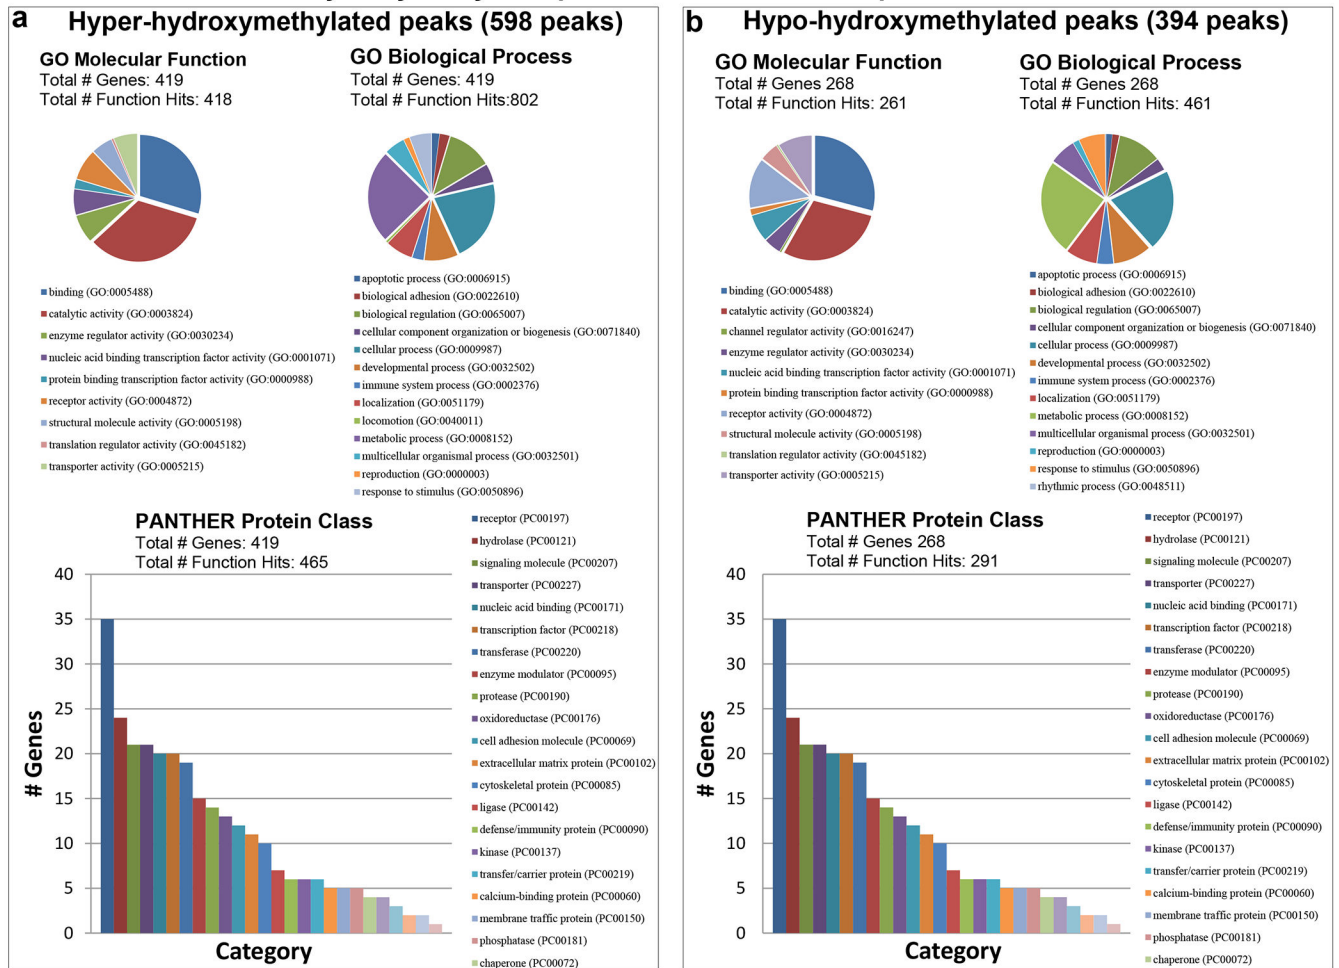 a
Hyper-hydroxymethylated peaks (598 peaks)
GO Molecular Function
Total # Genes: 419
Total # Function Hits: 418
GO Biological Process
Total # Genes: 419
Total # Function Hits:802
binding (GO:0005488)
catalytic activity (GO:0003824)
enzyme regulator activity (GO:0030234)
nucleic acid binding transcription factor activity (GO:0001071)
protein binding transcription factor activity (GO:0000988)
receptor activity (GO:0004872)
structural molecule activity (GO:0005198)
translation regulator activity (GO:0045182)
transporter activity (GO:0005215)
apoptotic process (GO:0006915)
biological adhesion (GO:0022610)
biological regulation (GO:0065007)
cellular component organization or biogenesis (GO:0071840)
cellular process (GO:0009987)
developmental process (GO:0032502)
immune system process (GO:0002376)
localization (GO:0051179)
locomotion (GO:0040011)
metabolic process (GO:0008152)
multicellular organismal process (GO:0032501)
reproduction (GO:0000003)
response to stimulus (GO:0050896)
PANTHER Protein Class
Total # Genes: 419
Total # Function Hits: 465
# Genes
40
35
30
25
20
15
10
5
0
Category
receptor (PC00197)
hydrolase (PC00121)
signaling molecule (PC00207)
transporter (PC00227)
nucleic acid binding (PC00171)
transcription factor (PC00218)
transferase (PC00220)
enzyme modulator (PC00095)
protease (PC00190)
oxidoreductase (PC00176)
cell adhesion molecule (PC00069)
extracellular matrix protein (PC00102)
cytoskeletal protein (PC00085)
ligase (PC00142)
defense/immunity protein (PC00090)
kinase (PC00137)
transfer/carrier protein (PC00219)
calcium-binding protein (PC00060)
membrane traffic protein (PC00150)
phosphatase (PC00181)
chaperone (PC00072)
b
Hypo-hydroxymethylated peaks (394 peaks)
GO Molecular Function
Total # Genes 268
Total # Function Hits: 261
GO Biological Process
Total # Genes 268
Total # Function Hits: 461
binding (GO:0005488)
catalytic activity (GO:0003824)
channel regulator activity (GO:0016247)
enzyme regulator activity (GO:0030234)
nucleic acid binding transcription factor activity (GO:0001071)
protein binding transcription factor activity (GO:0000988)
receptor activity (GO:0004872)
structural molecule activity (GO:0005198)
translation regulator activity (GO:0045182)
transporter activity (GO:0005215)
apoptotic process (GO:0006915)
biological adhesion (GO:0022610)
biological regulation (GO:0065007)
cellular component organization or biogenesis (GO:0071840)
cellular process (GO:0009987)
developmental process (GO:0032502)
immune system process (GO:0002376)
localization (GO:0051179)
metabolic process (GO:0008152)
multicellular organismal process (GO:0032501)
reproduction (GO:0000003)
response to stimulus (GO:0050896)
rhythmic process (GO:0048511)
PANTHER Protein Class
Total # Genes 268
Total # Function Hits: 291
# Genes
40
35
30
25
20
15
10
5
0
Category
receptor (PC00197)
hydrolase (PC00121)
signaling molecule (PC00207)
transporter (PC00227)
nucleic acid binding (PC00171)
transcription factor (PC00218)
transferase (PC00220)
enzyme modulator (PC00095)
protease (PC00190)
oxidoreductase (PC00176)
cell adhesion molecule (PC00069)
extracellular matrix protein (PC00102)
cytoskeletal protein (PC00085)
ligase (PC00142)
defense/immunity protein (PC00090)
kinase (PC00137)
transfer/carrier protein (PC00219)
calcium-binding protein (PC00060)
membrane traffic protein (PC00150)
phosphatase (PC00181)
chaperone (PC00072)